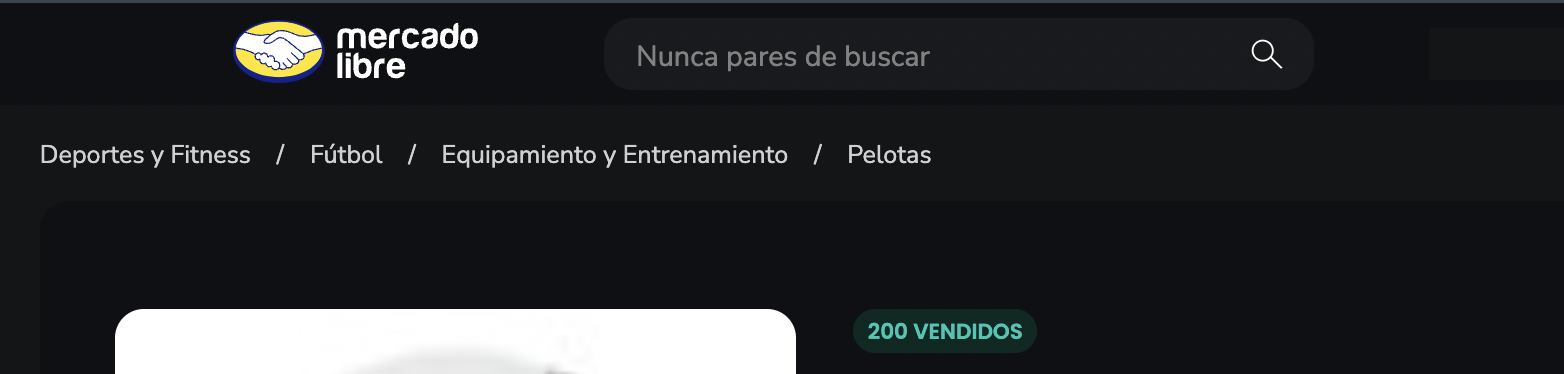 mercado
libre
Nunca pares de buscar
Deportes y Fitness / Fútbol / Equipamiento y Entrenamiento / Pelotas
200 VENDIDOS